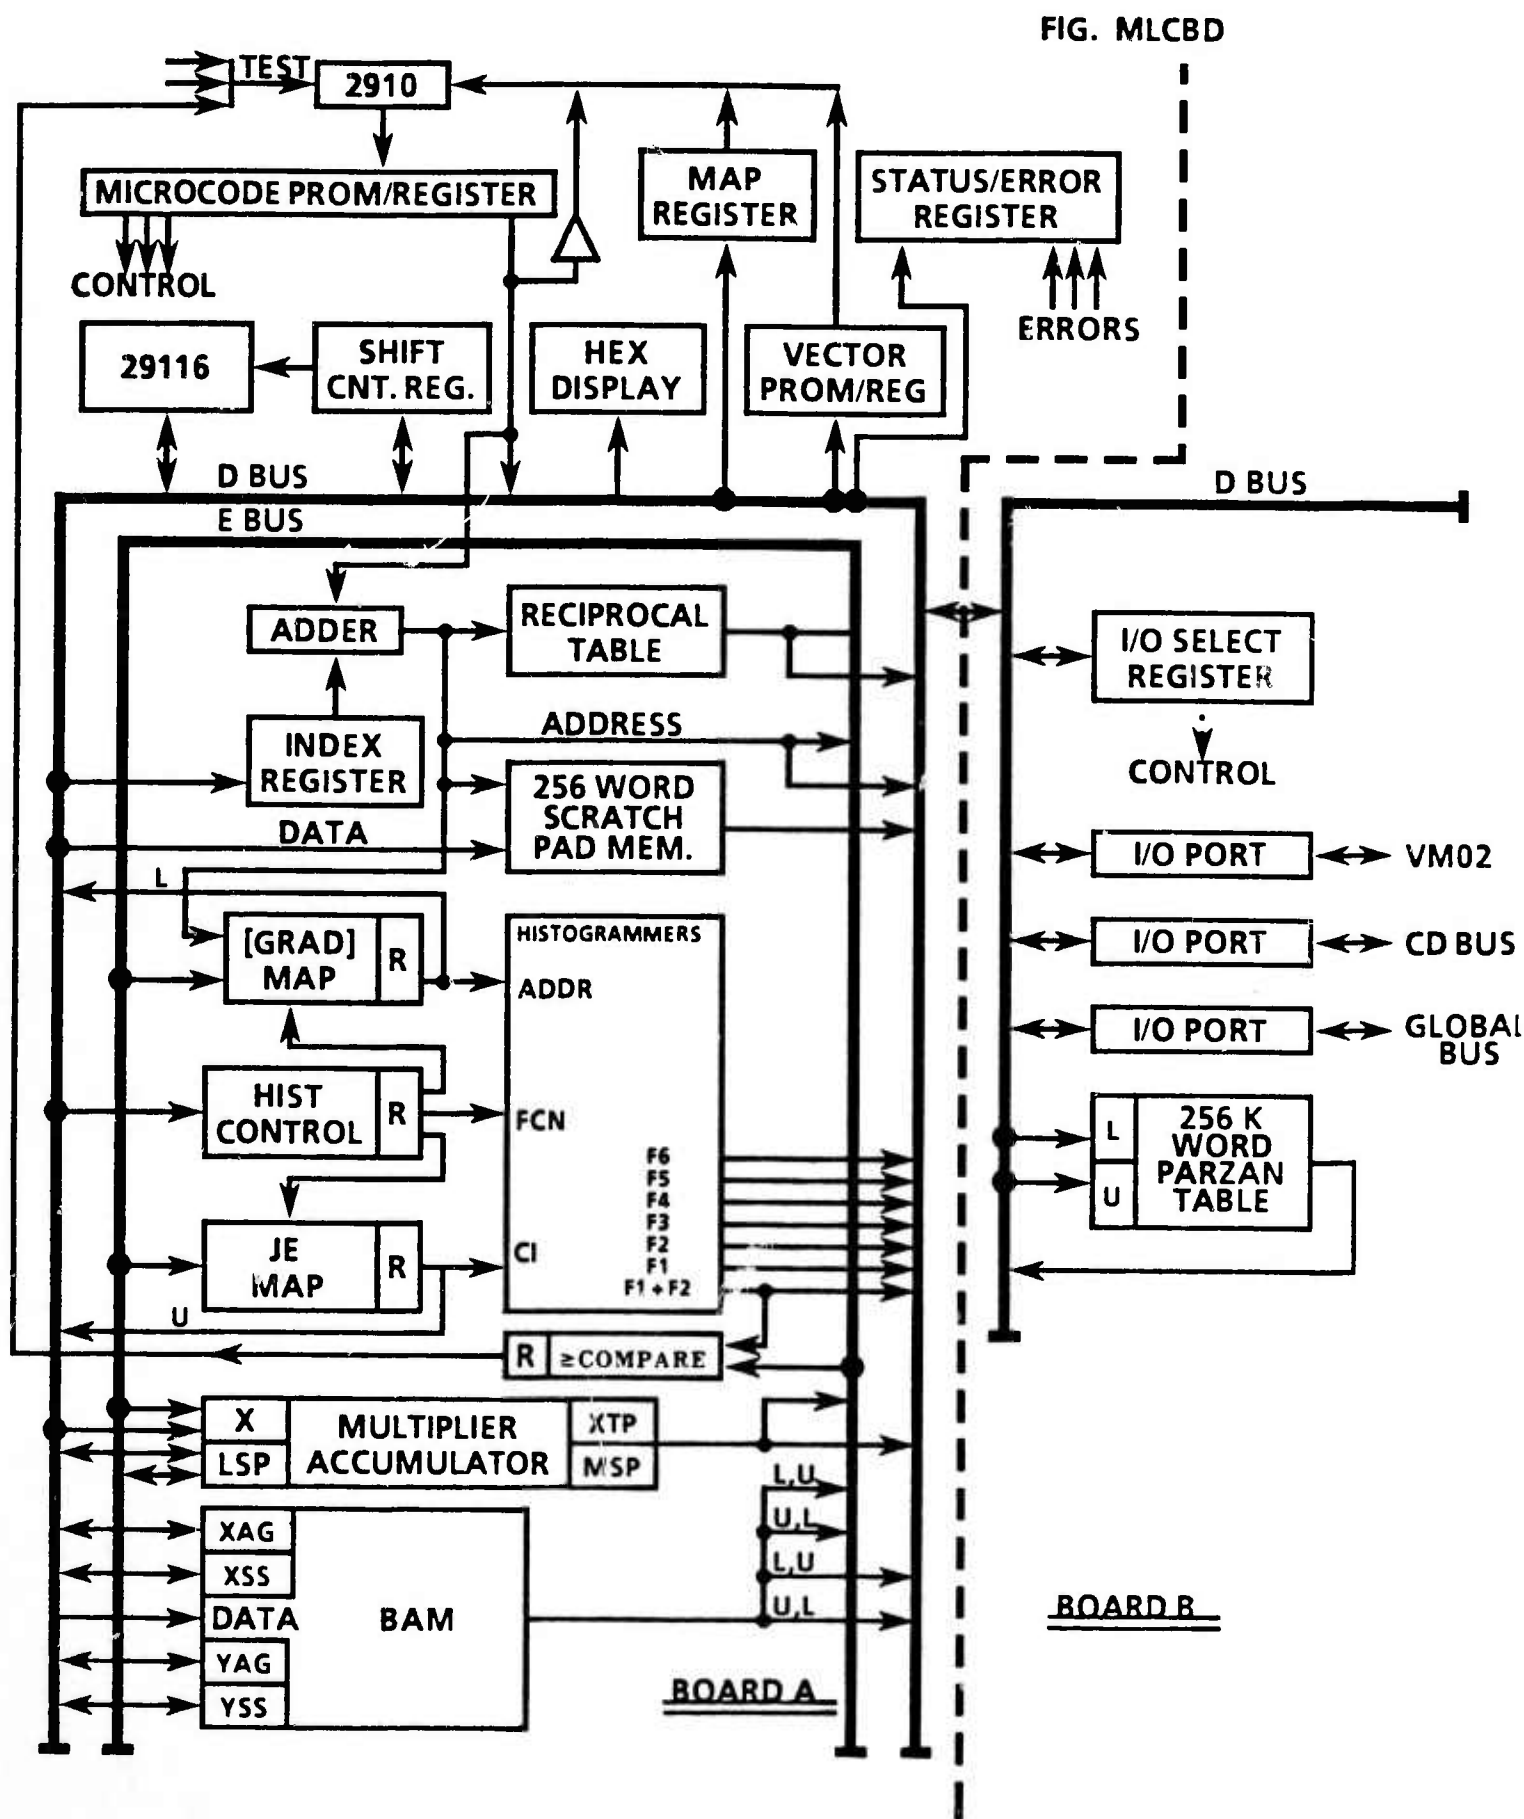 FIG. MLCBD
TEST
2910
MICROCODE PROM/REGISTER
CONTROL
MAP
REGISTER
STATUS/ERROR
REGISTER
ERRORS
29116
SHIFT
CNT. REG.
HEX
DISPLAY
VECTOR
PROM/REG
D BUS
E BUS
D BUS
ADDER
RECIPROCAL
TABLE
INDEX
REGISTER
ADDRESS
256 WORD
SCRATCH
PAD MEM.
DATA
L
[GRAD]
MAP
R
HISTOGRAMMERS
ADDR
HIST
CONTROL
R
FCN
F6
F5
F4
F3
F2
F1
F1 + F2
JE
MAP
R
CI
U
R
≥COMPARE
X
LSP
MULTIPLIER
ACCUMULATOR
XTP
MSP
XAG
XSS
DATA
YAG
YSS
BAM
L,U
U,L
L,U
U,L
BOARD A
I/O SELECT
REGISTER
CONTROL
I/O PORT
VM02
I/O PORT
CD BUS
I/O PORT
GLOBAL
BUS
L
U
256 K
WORD
PARZAN
TABLE
BOARD B